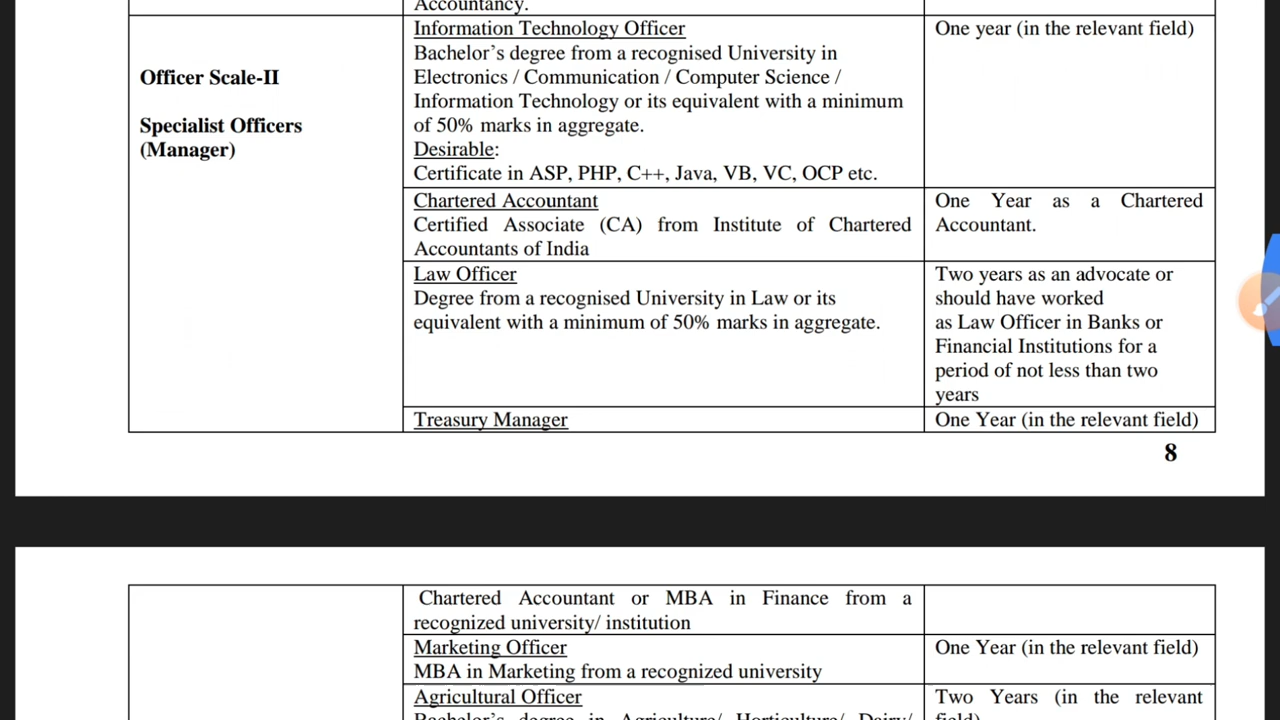 Accountancy.
Officer Scale-II
Specialist Officers
(Manager)
Information Technology Officer
Bachelor’s degree from a recognised University in
Electronics / Communication / Computer Science /
Information Technology or its equivalent with a minimum
of 50% marks in aggregate.
Desirable:
Certificate in ASP, PHP, C++, Java, VB, VC, OCP etc.
One year (in the relevant field)
Chartered Accountant
Certified Associate (CA) from Institute of Chartered
Accountants of India
One Year as a Chartered
Accountant.
Law Officer
Degree from a recognised University in Law or its
equivalent with a minimum of 50% marks in aggregate.
Two years as an advocate or
should have worked
as Law Officer in Banks or
Financial Institutions for a
period of not less than two
years
Treasury Manager
One Year (in the relevant field)
8
Chartered Accountant or MBA in Finance from a
recognized university/ institution
Marketing Officer
MBA in Marketing from a recognized university
One Year (in the relevant field)
Agricultural Officer
Bachelor’s degree in Agriculture/ Horticulture/ Dairy/
Two Years (in the relevant
field)